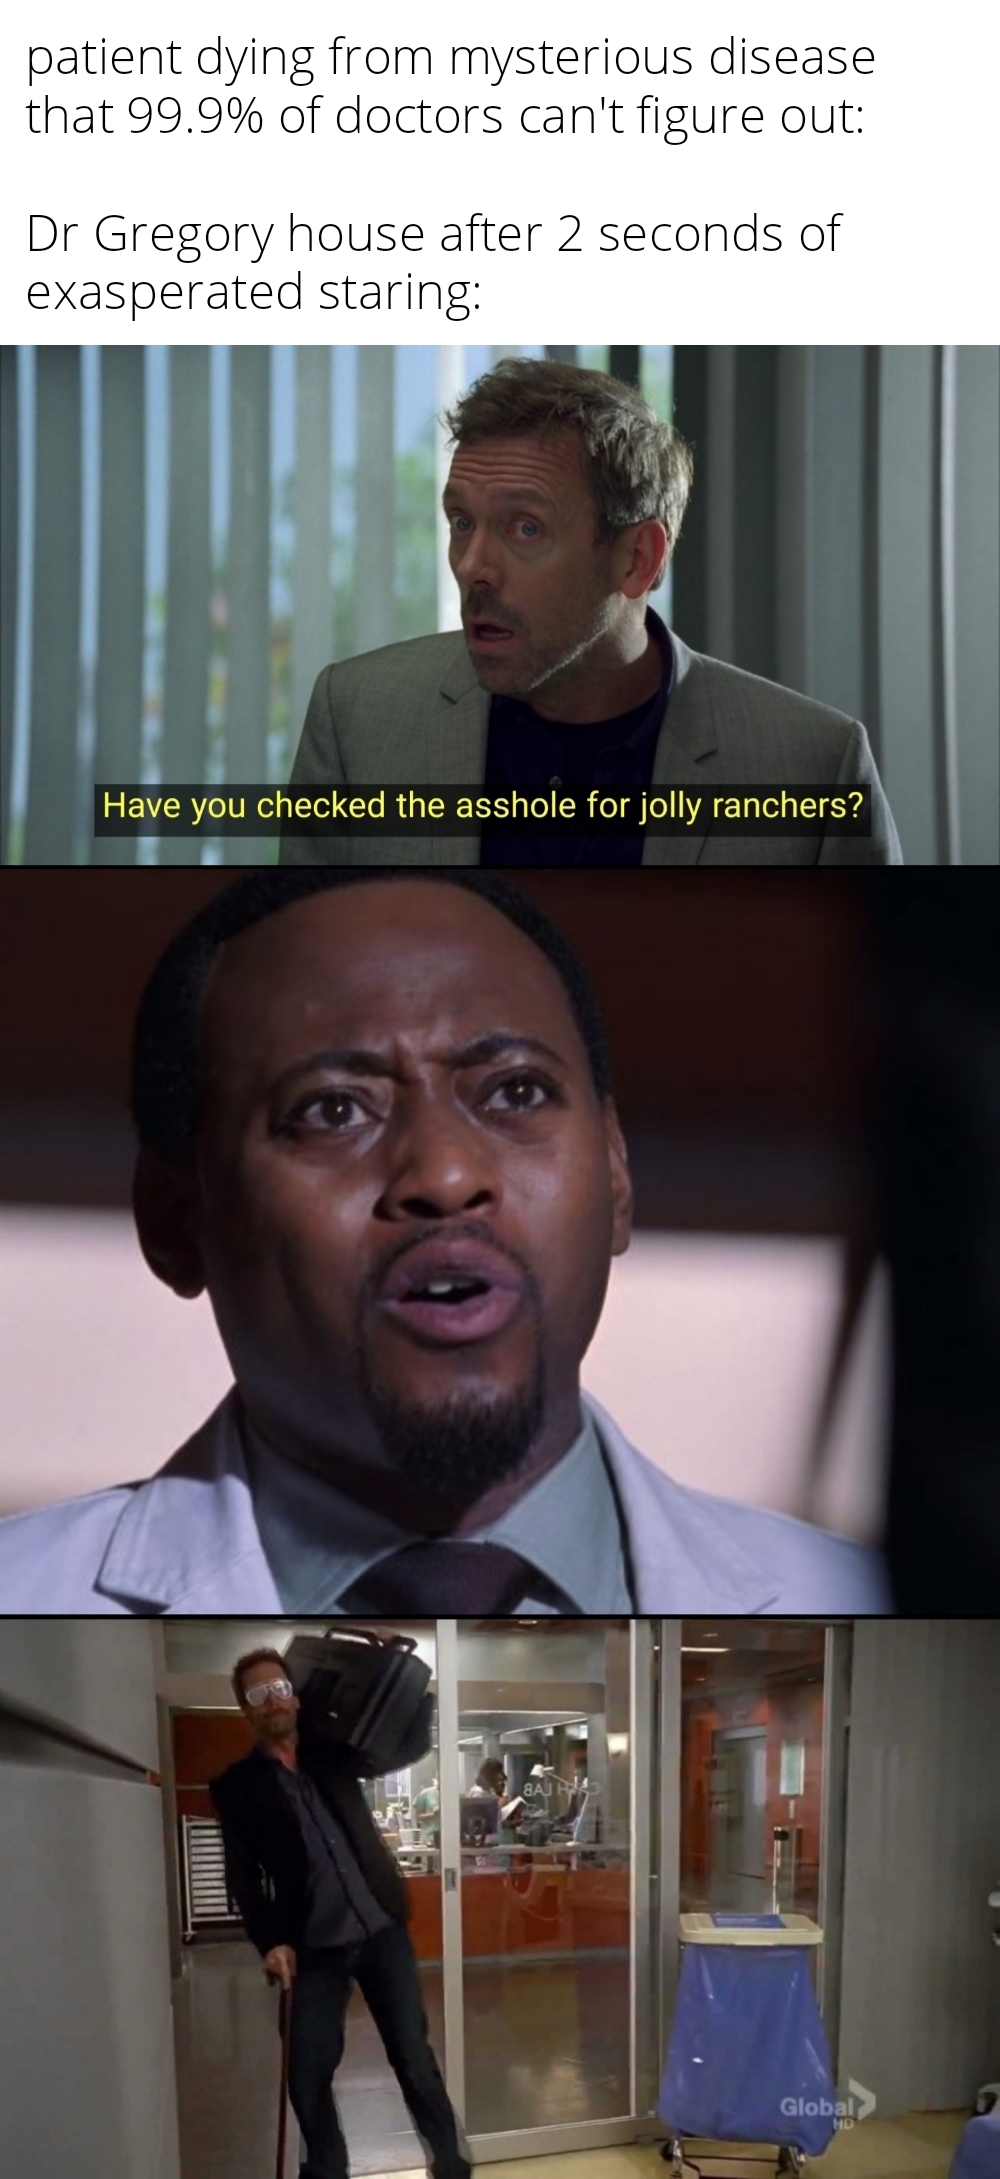 patient dying from mysterious disease
that 99.9% of doctors can't figure out:
Dr Gregory house after 2 seconds of
exasperated staring:
Have you checked the asshole for jolly ranchers?
LAB
Global
HD